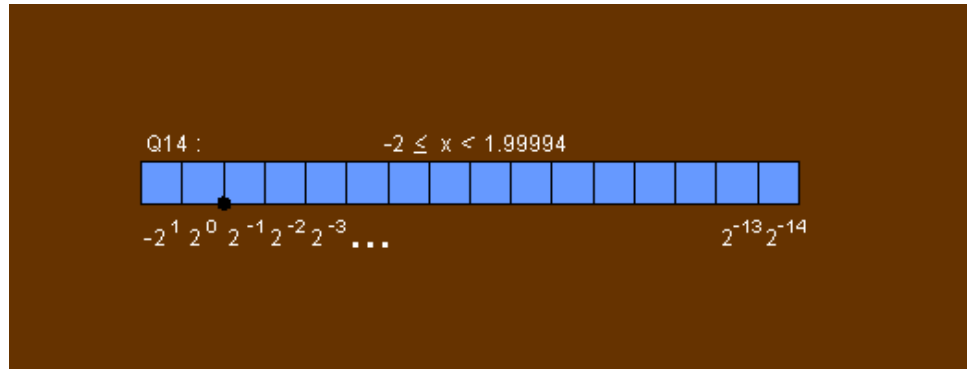 Q14 : -2 ≤ x < 1.99994
-2¹ 2⁰ 2⁻¹ 2⁻² 2⁻³ ... 2⁻¹³ 2⁻¹⁴